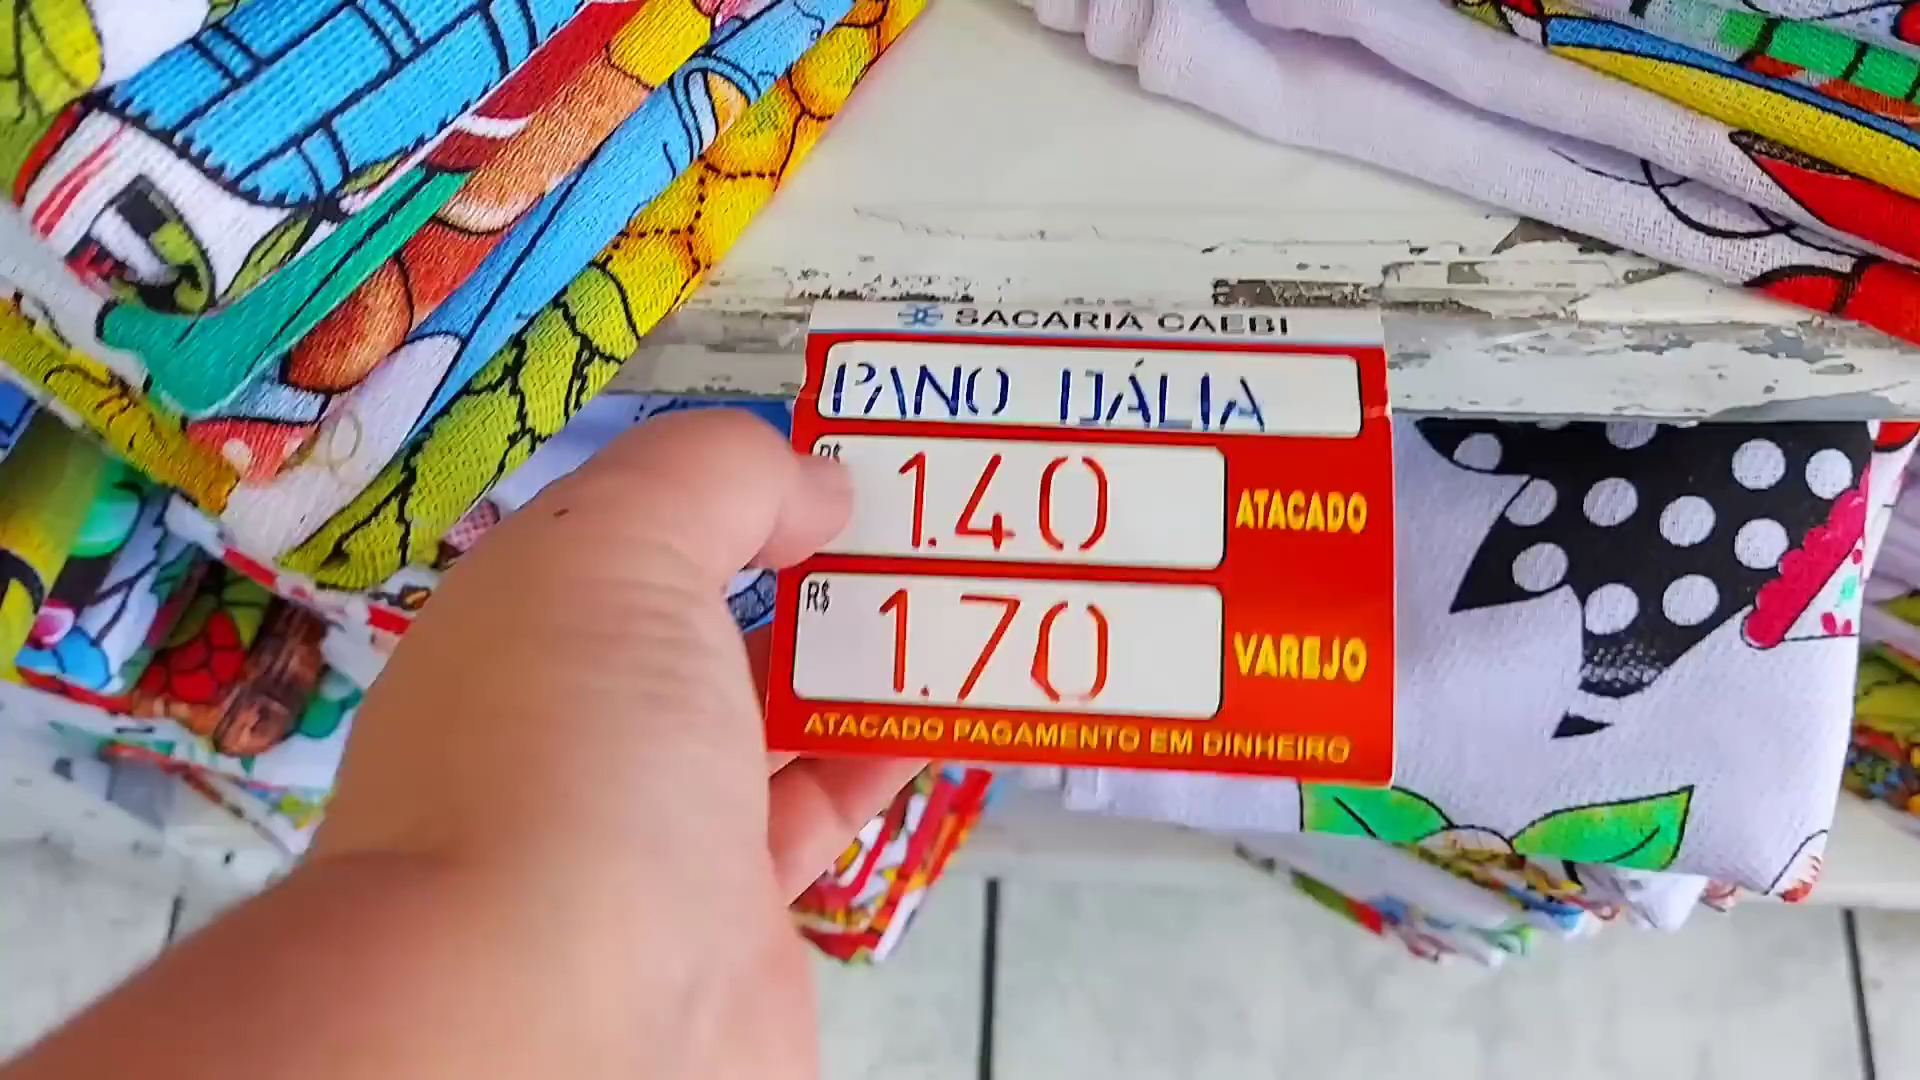 SACARIA CAEBI
PANO DÁLIA
R$ 1.40 ATACADO
R$ 1.70 VAREJO
ATACADO PAGAMENTO EM DINHEIRO